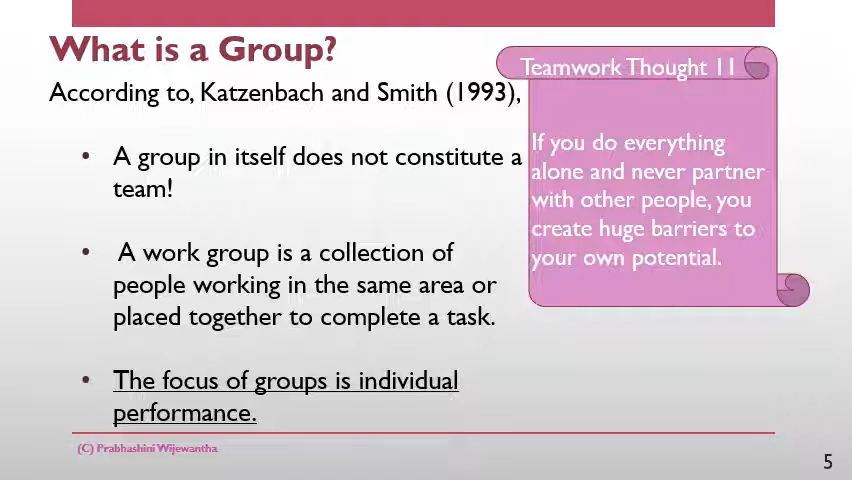 What is a Group?
According to, Katzenbach and Smith (1993),
• A group in itself does not constitute a
team!
• A work group is a collection of
people working in the same area or
placed together to complete a task.
• The focus of groups is individual
performance.
Teamwork Thought 11
If you do everything
alone and never partner
with other people, you
create huge barriers to
your own potential.
(C) Prabhashini Wijewantha
5